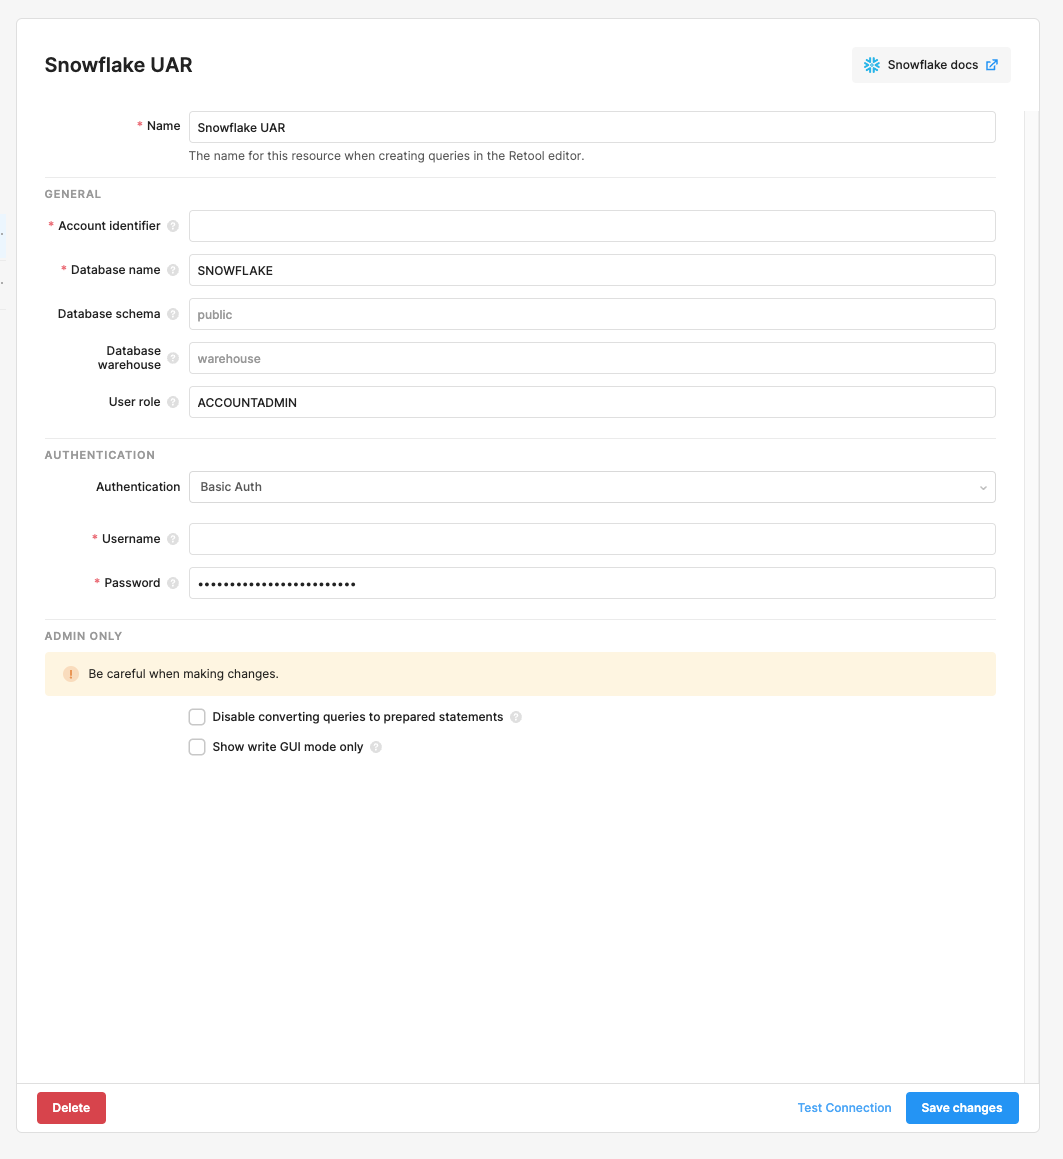 Snowflake UAR
Snowflake docs
* Name
Snowflake UAR
The name for this resource when creating queries in the Retool editor.
GENERAL
* Account identifier ?
* Database name ?
SNOWFLAKE
Database schema ?
public
Database
warehouse ?
warehouse
User role ?
ACCOUNTADMIN
AUTHENTICATION
Authentication
Basic Auth
* Username ?
* Password ?
•••••••••••••••••••••••••
ADMIN ONLY
! Be careful when making changes.
Disable converting queries to prepared statements ?
Show write GUI mode only ?
Delete
Test Connection
Save changes